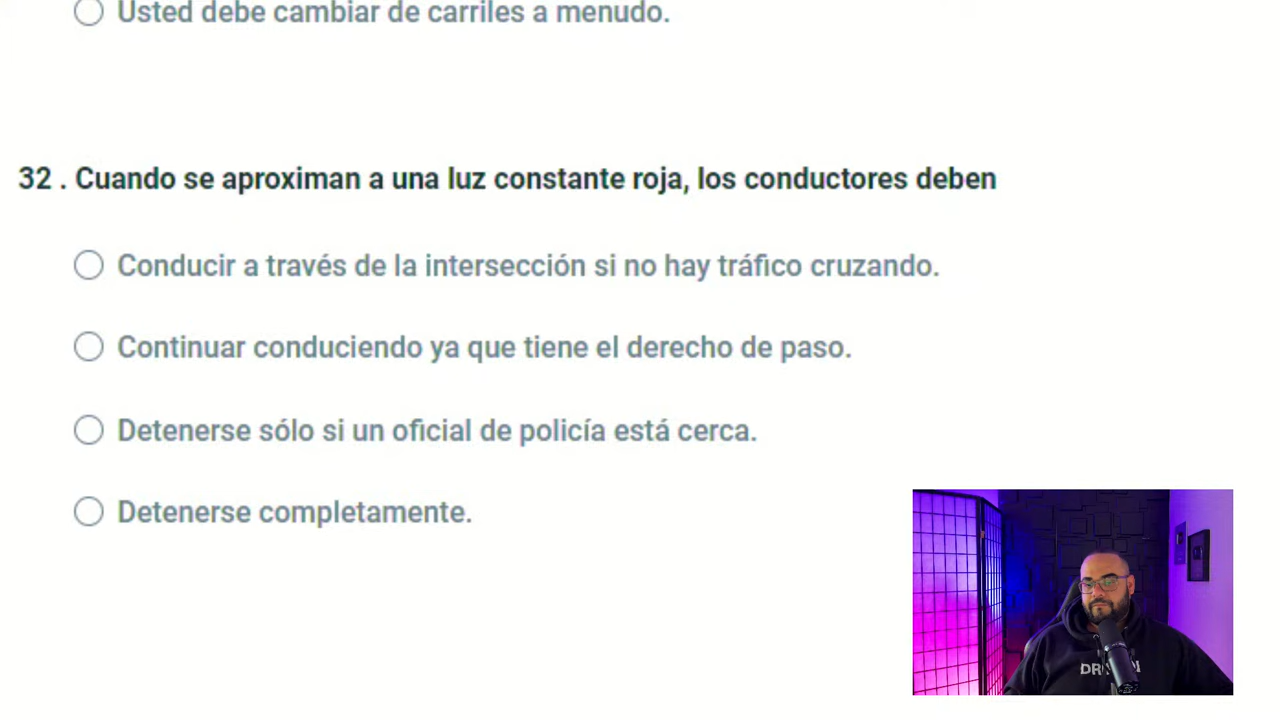 Usted debe cambiar de carriles a menudo.
32 . Cuando se aproximan a una luz constante roja, los conductores deben
Conducir a través de la intersección si no hay tráfico cruzando.
Continuar conduciendo ya que tiene el derecho de paso.
Detenerse sólo si un oficial de policía está cerca.
Detenerse completamente.